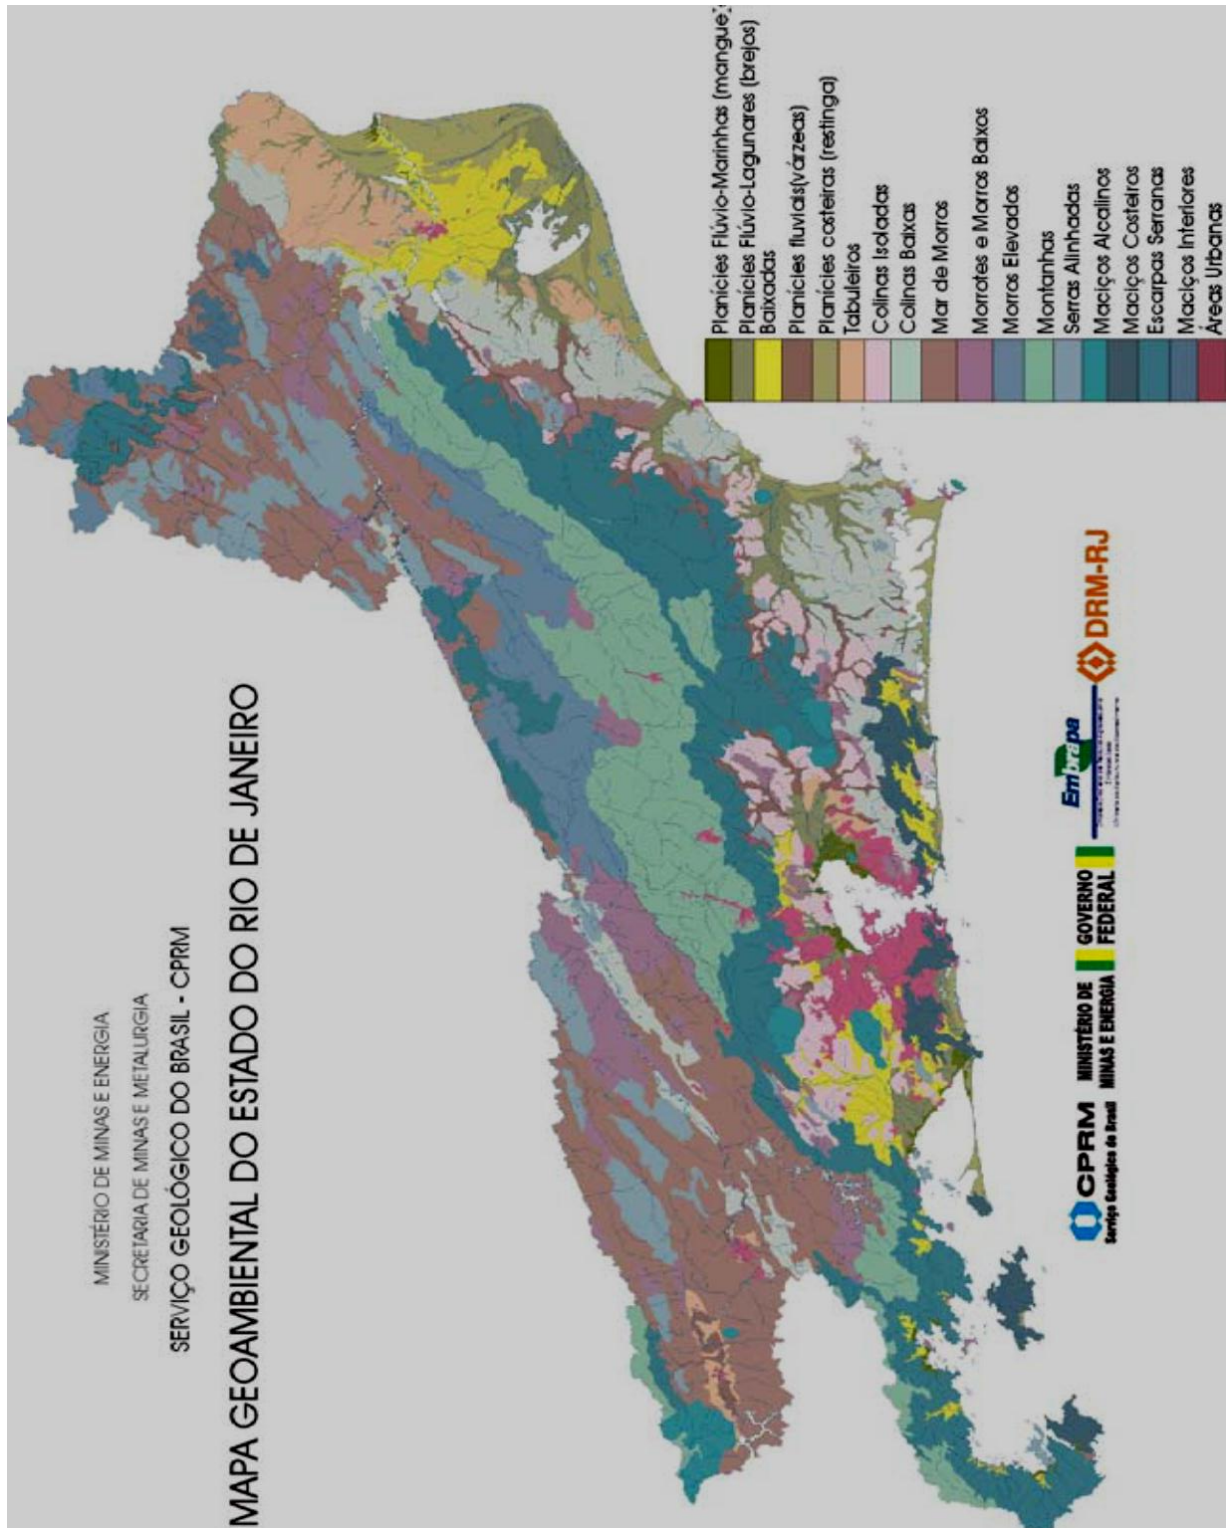 MINISTÉRIO DE MINAS E ENERGIA
SECRETARIA DE MINAS E METALURGIA
SERVIÇO GEOLÓGICO DO BRASIL - CPRM
MAPA GEOAMBIENTAL DO ESTADO DO RIO DE JANEIRO
Planícies Flúvio-Marinhas (mangue)
Planícies Flúvio-Lagunares (brejos)
Baixadas
Planícies fluviais(várzeas)
Planícies costeiras (restinga)
Tabuleiros
Colinas Isoladas
Colinas Baixas
Mar de Morros
Morrotes e Morros Baixos
Morros Elevados
Montanhas
Serras Alinhadas
Maciços Alcalinos
Maciços Costeiros
Escarpas Serranas
Maciços Interiores
Áreas Urbanas
CPRM
Serviço Geológico do Brasil
MINISTÉRIO DE
MINAS E ENERGIA
GOVERNO
FEDERAL
Embrapa
DRM-RJ